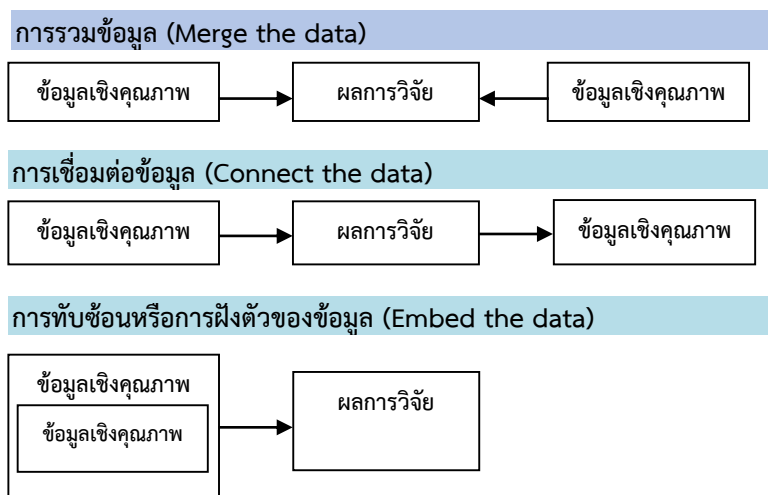 การรวมข้อมูล (Merge the data)
ข้อมูลเชิงคุณภาพ ผลการวิจัย ข้อมูลเชิงคุณภาพ
การเชื่อมต่อข้อมูล (Connect the data)
ข้อมูลเชิงคุณภาพ ผลการวิจัย ข้อมูลเชิงคุณภาพ
การทับซ้อนหรือการฝังตัวของข้อมูล (Embed the data)
ข้อมูลเชิงคุณภาพ ผลการวิจัย
ข้อมูลเชิงคุณภาพ